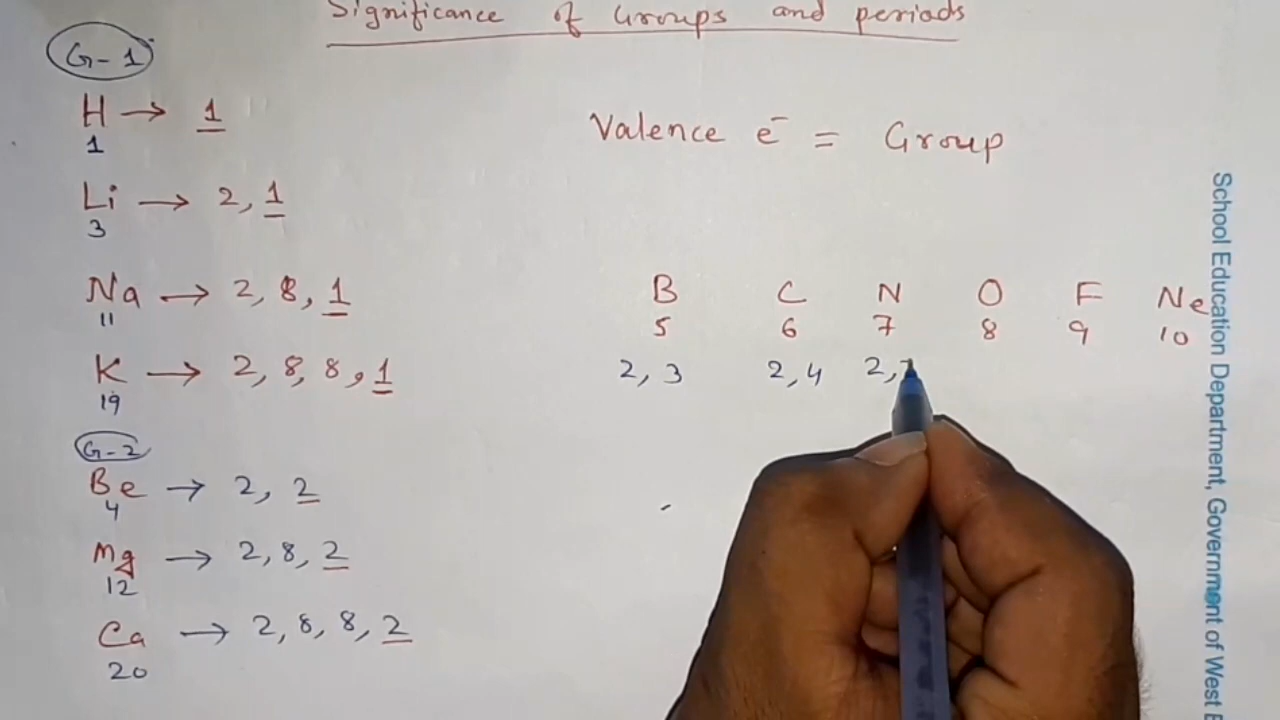 Significance of Groups and periods
G-1
H → 1
1
Li → 2, 1
3
Na → 2, 8, 1
11
K → 2, 8, 8, 1
19
G-2
Be → 2, 2
4
Mg → 2, 8, 2
12
Ca → 2, 8, 8, 2
20
Valence e⁻ = Group
B C N O F Ne
5 6 7 8 9 10
2, 3 2, 4 2,
School Education Department, Government of West B